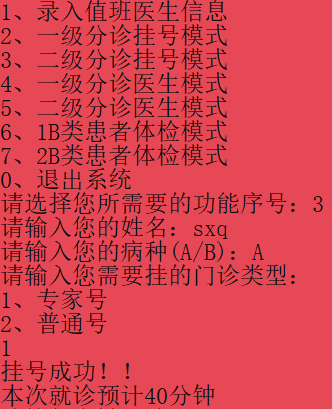 1、录入值班医生信息
2、一级分诊挂号模式
3、二级分诊挂号模式
4、一级分诊医生模式
5、二级分诊医生模式
6、1B类患者体检模式
7、2B类患者体检模式
0、退出系统
请选择您所需要的功能序号：3
请输入您的姓名：sxq
请输入您的病种(A/B)：A
请输入您需要挂的门诊类型：
1、专家号
2、普通号
1
挂号成功！！
本次就诊预计40分钟